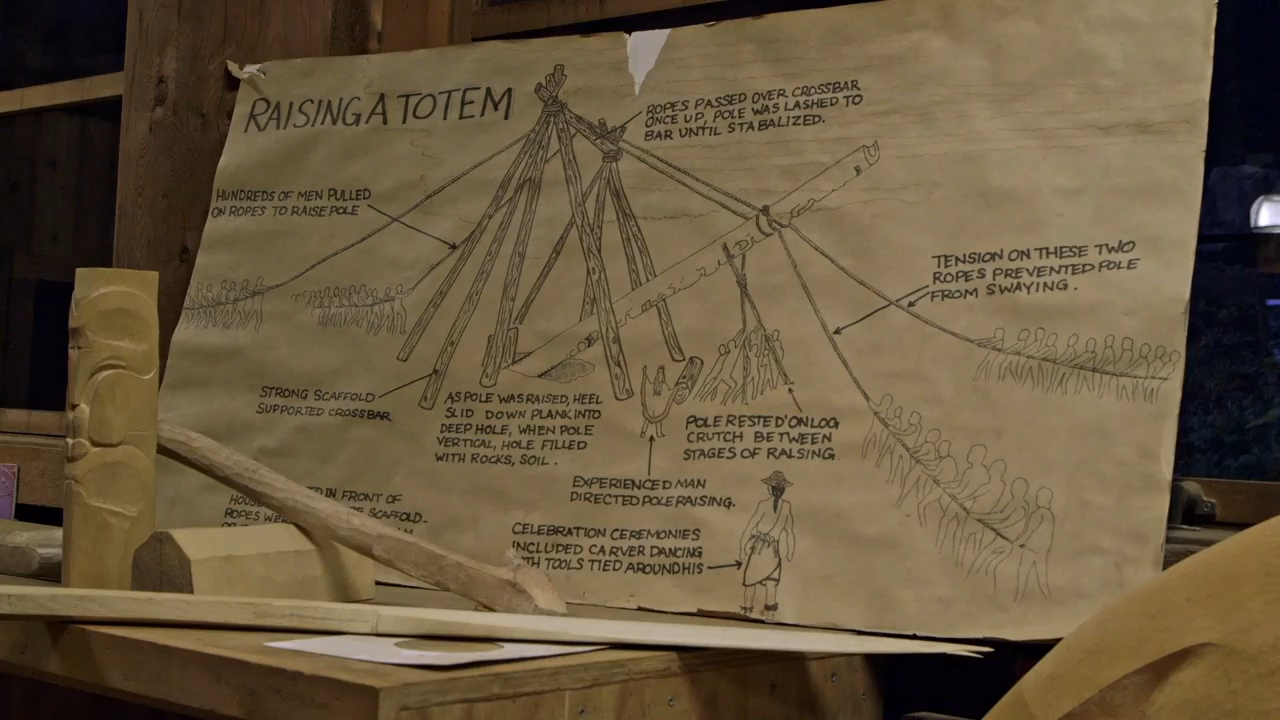 RAISING A TOTEM
ROPES PASSED OVER CROSSBAR
ONCE UP, POLE WAS LASHED TO
BAR UNTIL STABALIZED.
HUNDREDS OF MEN PULLED
ON ROPES TO RAISE POLE
TENSION ON THESE TWO
ROPES PREVENTED POLE
FROM SWAYING.
STRONG SCAFFOLD
SUPPORTED CROSSBAR
AS POLE WAS RAISED, HEEL
SLID DOWN PLANK INTO
DEEP HOLE, WHEN POLE
VERTICAL, HOLE FILLED
WITH ROCKS, SOIL.
POLE RESTED ON LOG
CRUTCH BETWEEN
STAGES OF RAISING
EXPERIENCED MAN
DIRECTED POLE RAISING.
IN FRONT OF
SCAFFOLD.
ROPES
CELEBRATION CEREMONIES
INCLUDED CARVER DANCING
TOOLS TIED AROUND HIS